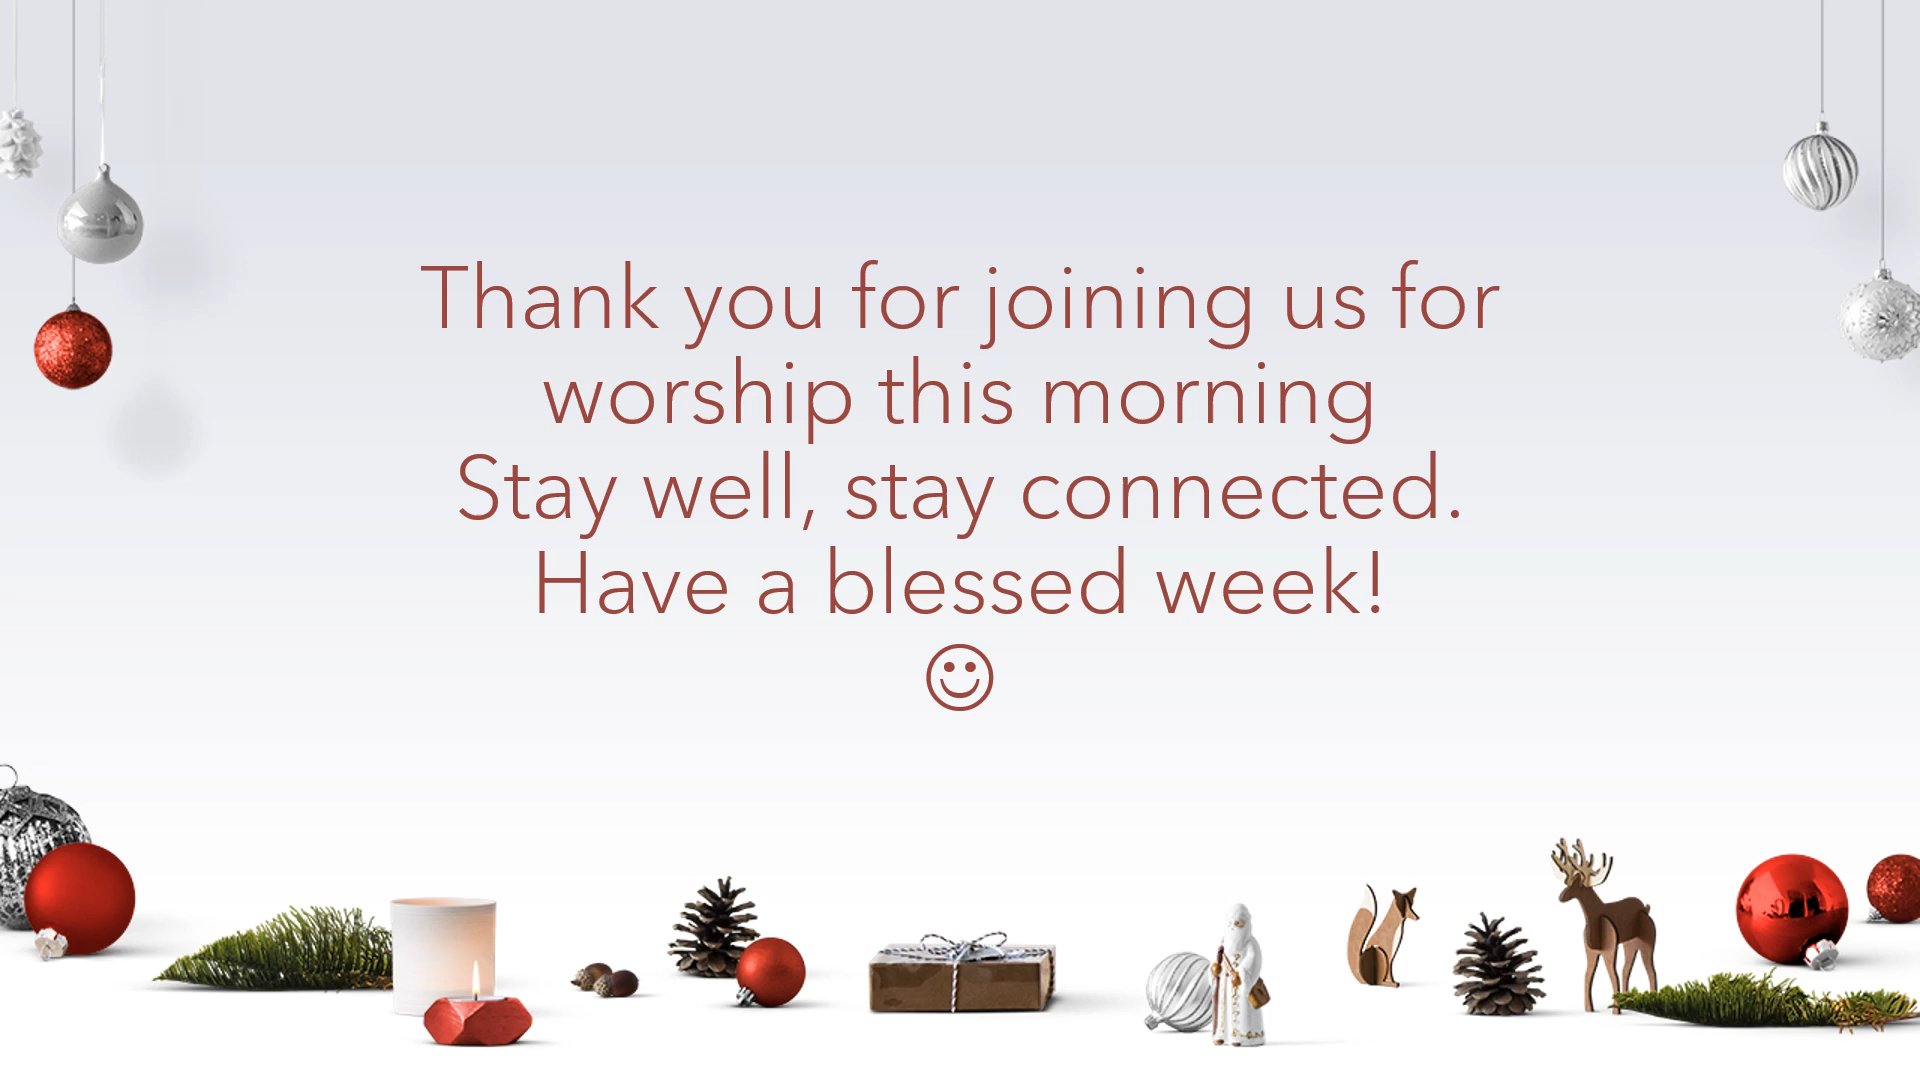 Thank you for joining us for
worship this morning
Stay well, stay connected.
Have a blessed week!
☺